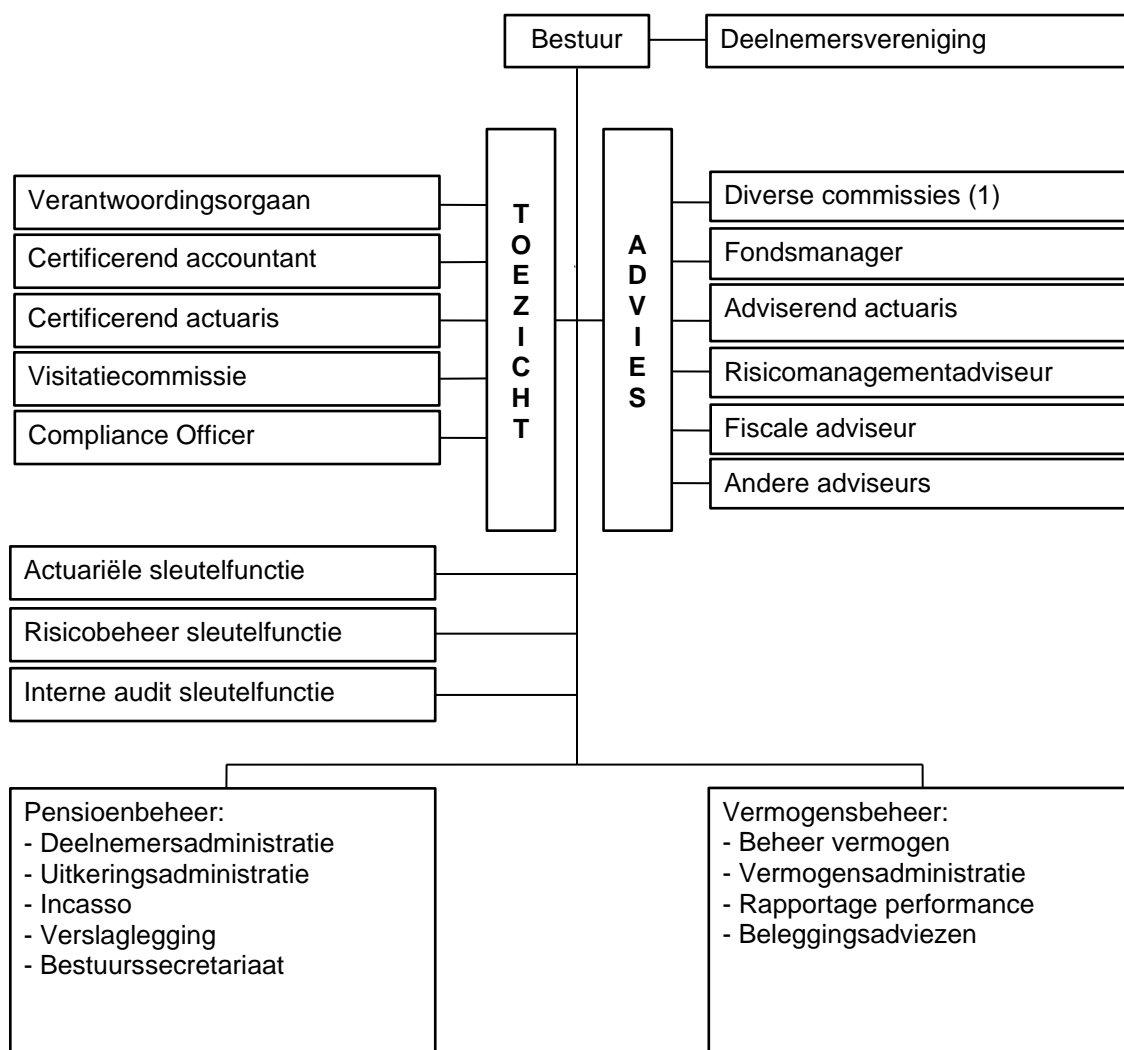 Bestuur
Deelnemersvereniging
TOEZICHT
ADVIES
Verantwoordingsorgaan
Certificerend accountant
Certificerend actuaris
Visitatiecommissie
Compliance Officer
Diverse commissies (1)
Fondsmanager
Adviserend actuaris
Risicomanagementadviseur
Fiscale adviseur
Andere adviseurs
Actuariële sleutelfunctie
Risicobeheer sleutelfunctie
Interne audit sleutelfunctie
Pensioenbeheer:
- Deelnemersadministratie
- Uitkeringsadministratie
- Incasso
- Verslaglegging
- Bestuurssecretariaat
Vermogensbeheer:
- Beheer vermogen
- Vermogensadministratie
- Rapportage performance
- Beleggingsadviezen